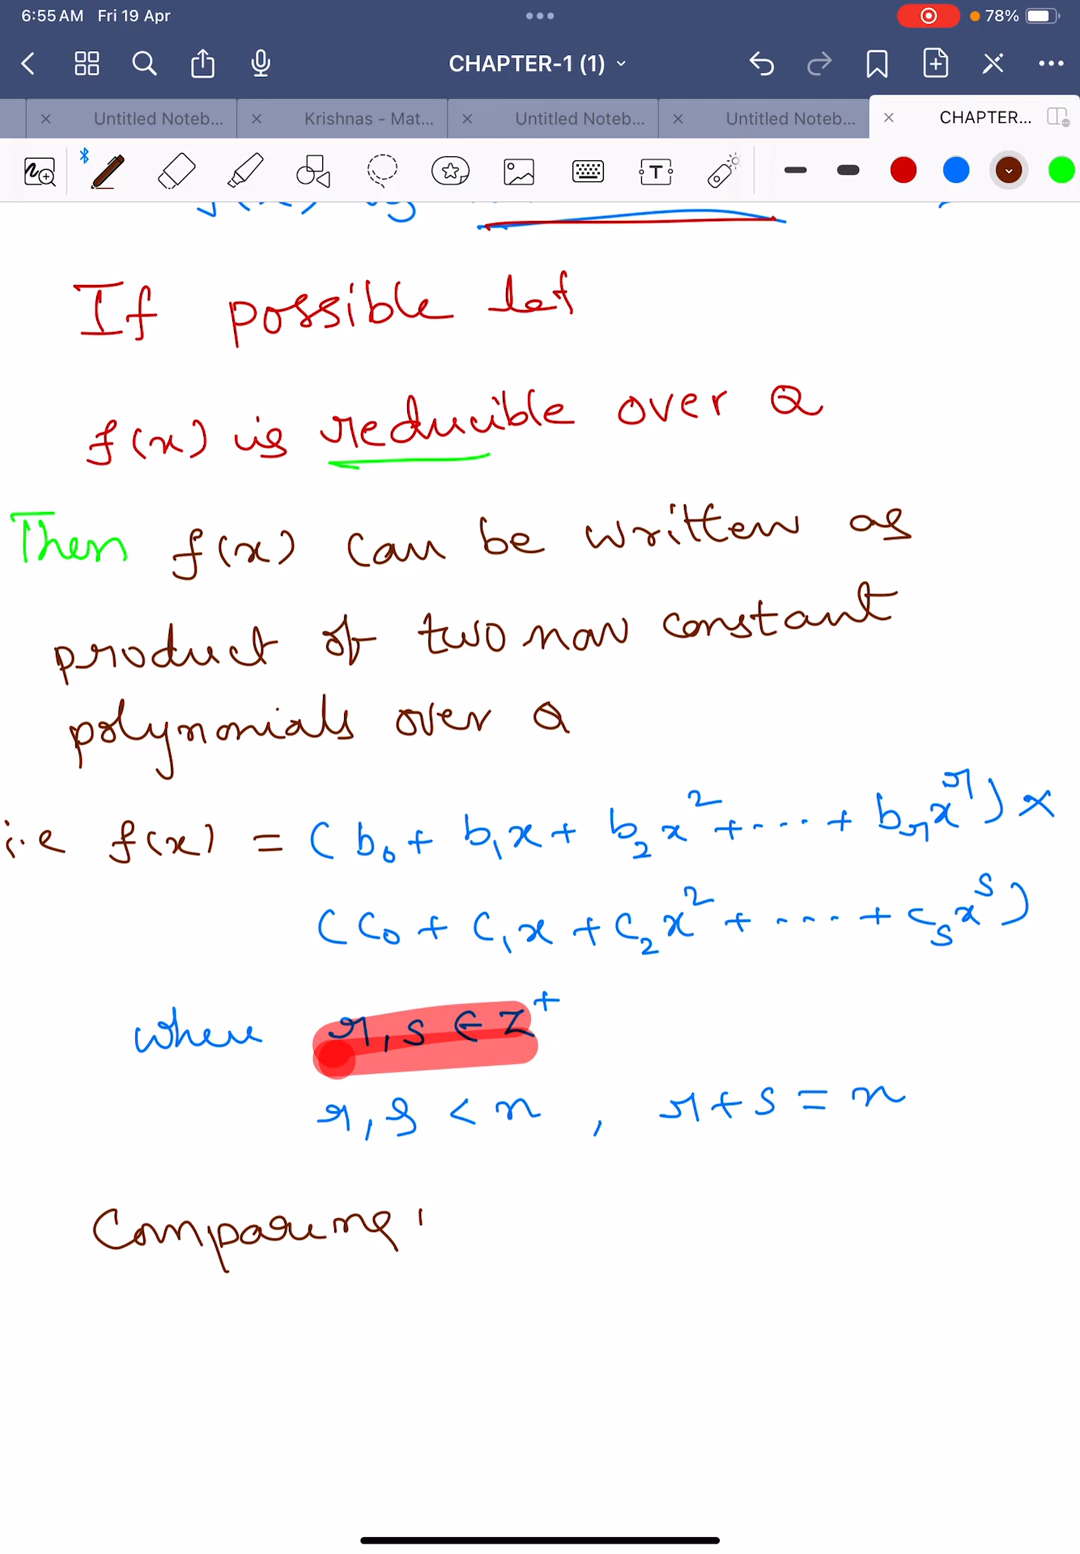 6:55 AM Fri 19 Apr
78%
CHAPTER-1 (1)
Untitled Noteb... Krishnas - Mat... Untitled Noteb... Untitled Noteb... CHAPTER...
If possible let
f(x) is reducible over Q
Then f(x) can be written as
product of two non constant
polynomials over Q
i.e f(x) = (b₀ + b₁x + b₂x² + .... + bᵣxʳ) ×
(c₀ + c₁x + c₂x² + .... + cₛxˢ)
where r, s ∈ Z⁺
r, s < n , r + s = n
Comparing